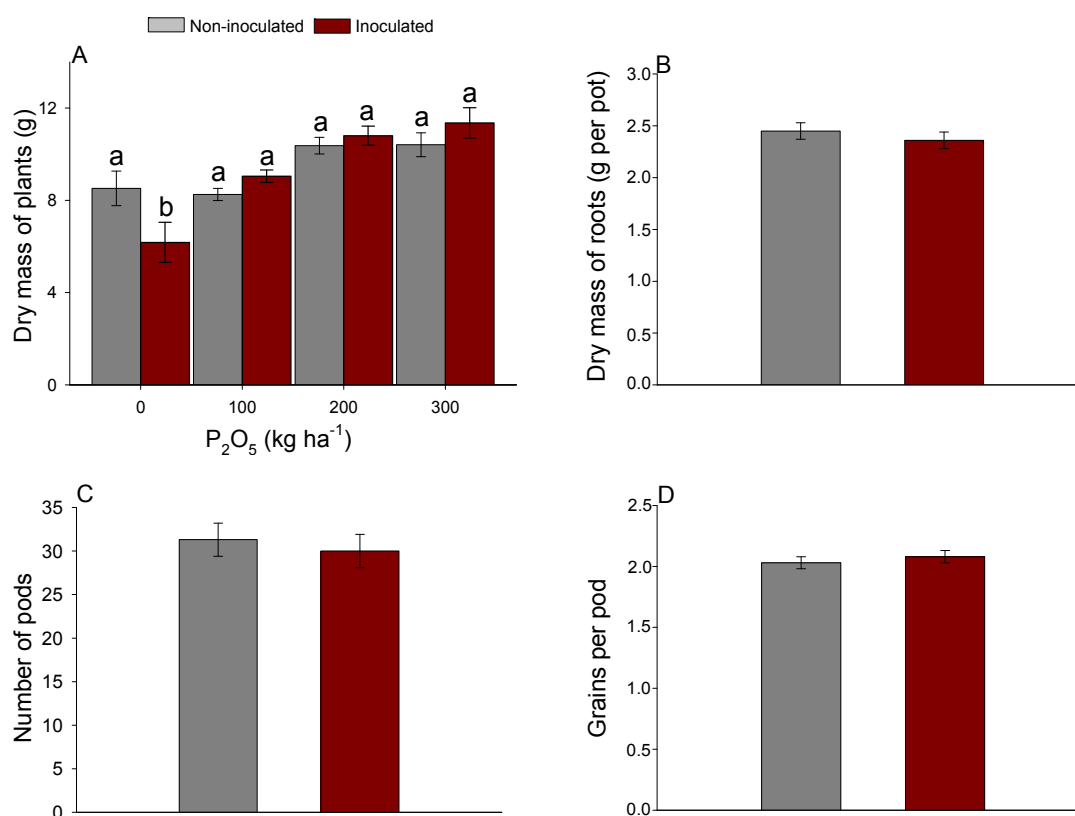 Non-inoculated Inoculated
A
Dry mass of plants (g)
12
8
4
0
a
b
a
a
a
a
a
a
0 100 200 300
P₂O₅ (kg ha⁻¹)
B
Dry mass of roots (g per pot)
3.0
2.5
2.0
1.5
1.0
0.5
0.0
C
Number of pods
35
30
25
20
15
10
5
0
D
Grains per pod
2.5
2.0
1.5
1.0
0.5
0.0